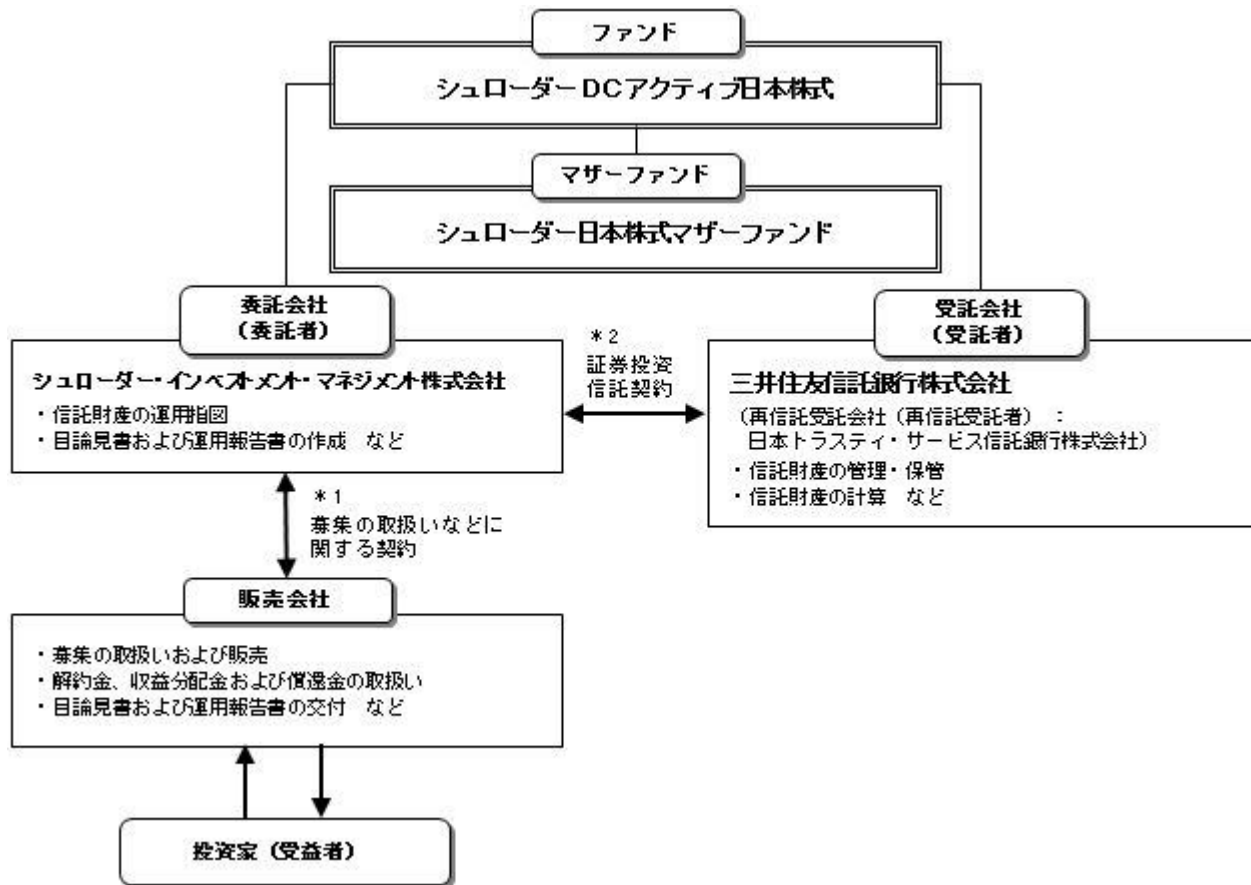 ファンド
シュローダーDCアクティブ日本株式
マザーファンド
シュローダー日本株式マザーファンド
委託会社
(委託者)
シュローダー・インベストメント・マネジメント株式会社
・信託財産の運用指図
・目論見書および運用報告書の作成 など
*2
証券投資
信託契約
受託会社
(受託者)
三井住友信託銀行株式会社
(再信託受託会社(再信託受託者) :
日本トラスティ・サービス信託銀行株式会社)
・信託財産の管理・保管
・信託財産の計算 など
*1
募集の取扱いなどに
関する契約
販売会社
・募集の取扱いおよび販売
・解約金、収益分配金および償還金の取扱い
・目論見書および運用報告書の交付 など
投資家(受益者)